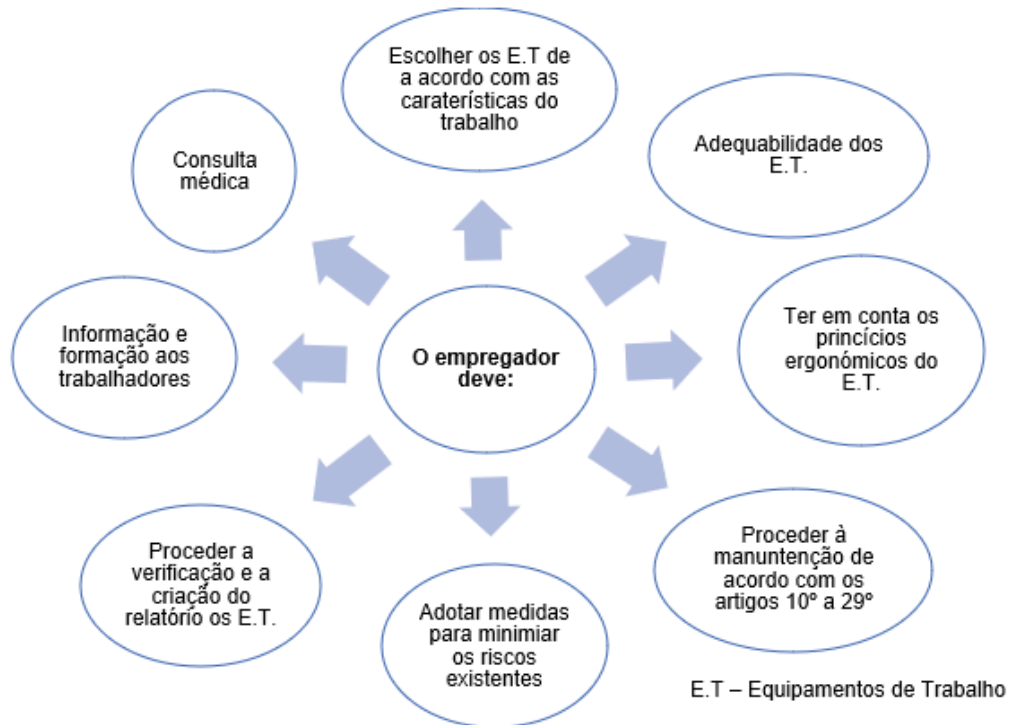 Escolher os E.T de
a acordo com as
caraterísticas do
trabalho
Adequabilidade dos
E.T.
Ter em conta os
princícios
ergonómicos do
E.T.
Proceder à
manuntenção de
acordo com os
artigos 10º a 29º
Adotar medidas
para minimiar
os riscos
existentes
Proceder a
verificação e a
criação do
relatório os E.T.
Informação e
formação aos
trabalhadores
Consulta
médica
O empregador
deve:
E.T – Equipamentos de Trabalho